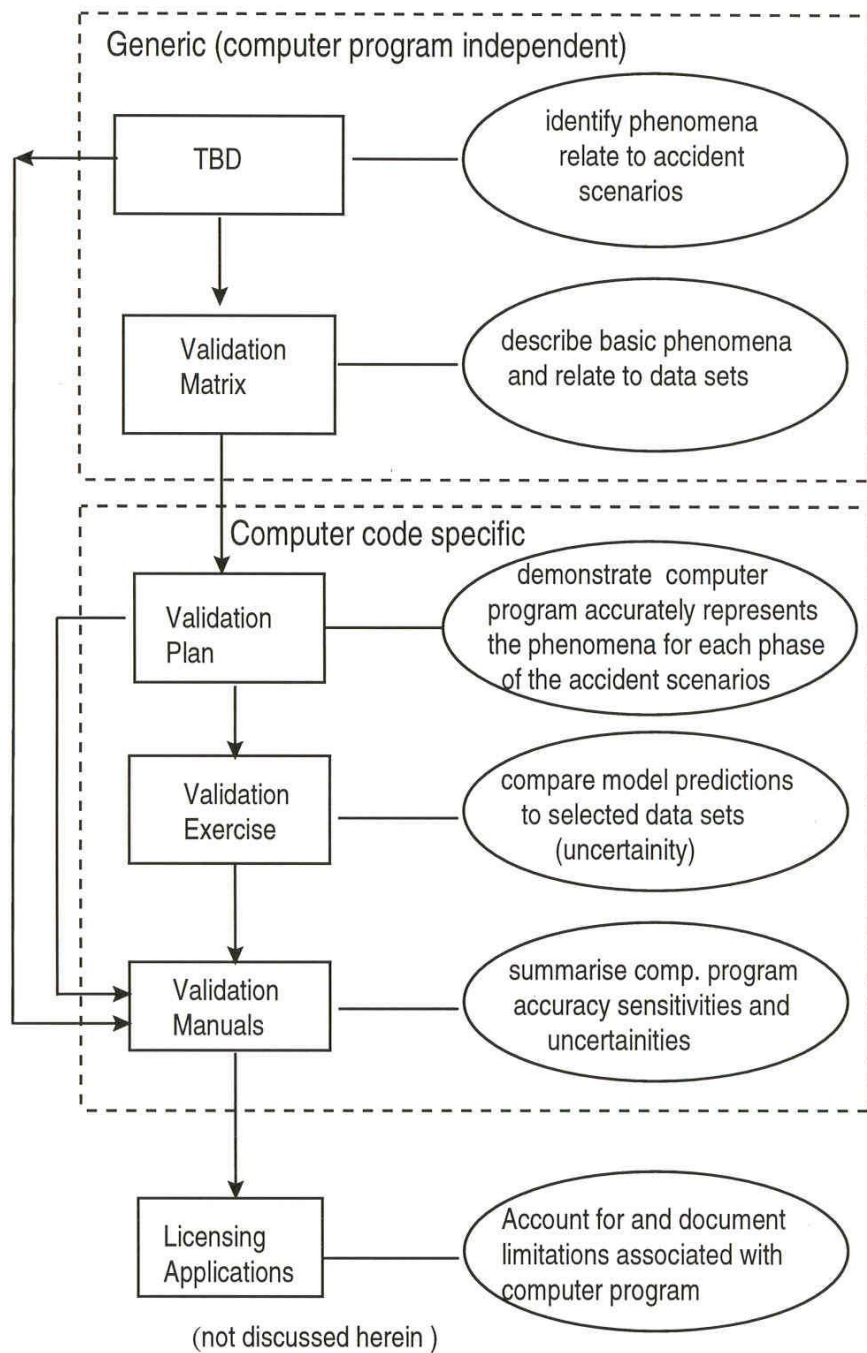 Generic (computer program independent)
TBD
identify phenomena
relate to accident
scenarios
Validation
Matrix
describe basic phenomena
and relate to data sets
Computer code specific
Validation
Plan
demonstrate computer
program accurately represents
the phenomena for each phase
of the accident scenarios
Validation
Exercise
compare model predictions
to selected data sets
(uncertainity)
Validation
Manuals
summarise comp. program
accuracy sensitivities and
uncertainities
Licensing
Applications
Account for and document
limitations associated with
computer program
(not discussed herein )